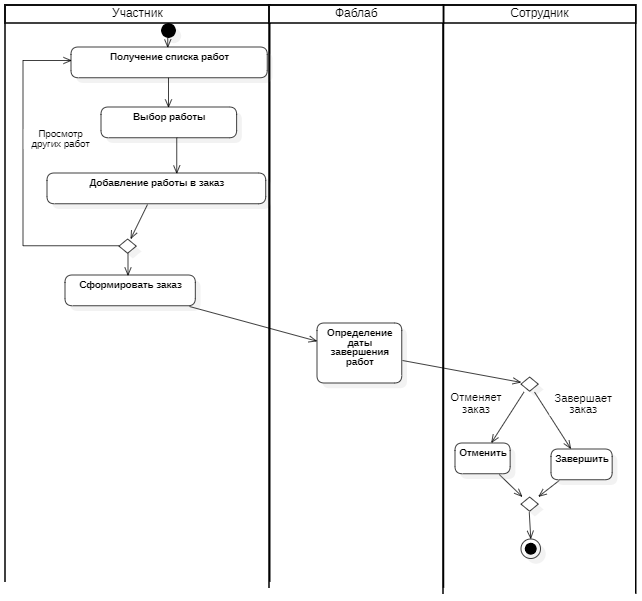 Участник
Фаблаб
Сотрудник
Получение списка работ
Выбор работы
Просмотр
других работ
Добавление работы в заказ
Сформировать заказ
Определение
даты
завершения
работ
Отменяет
заказ
Завершает
заказ
Отменить
Завершить